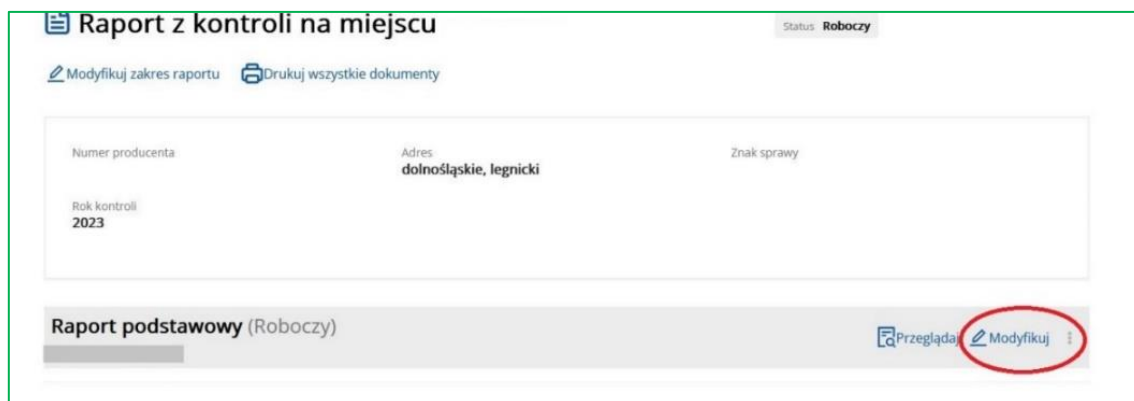 Raport z kontroli na miejscu
Status Roboczy
Modyfikuj zakres raportu Drukuj wszystkie dokumenty
Numer producenta Adres Znak sprawy
dolnośląskie, legnicki
Rok kontroli
2023
Raport podstawowy (Roboczy)
Przeglądaj Modyfikuj